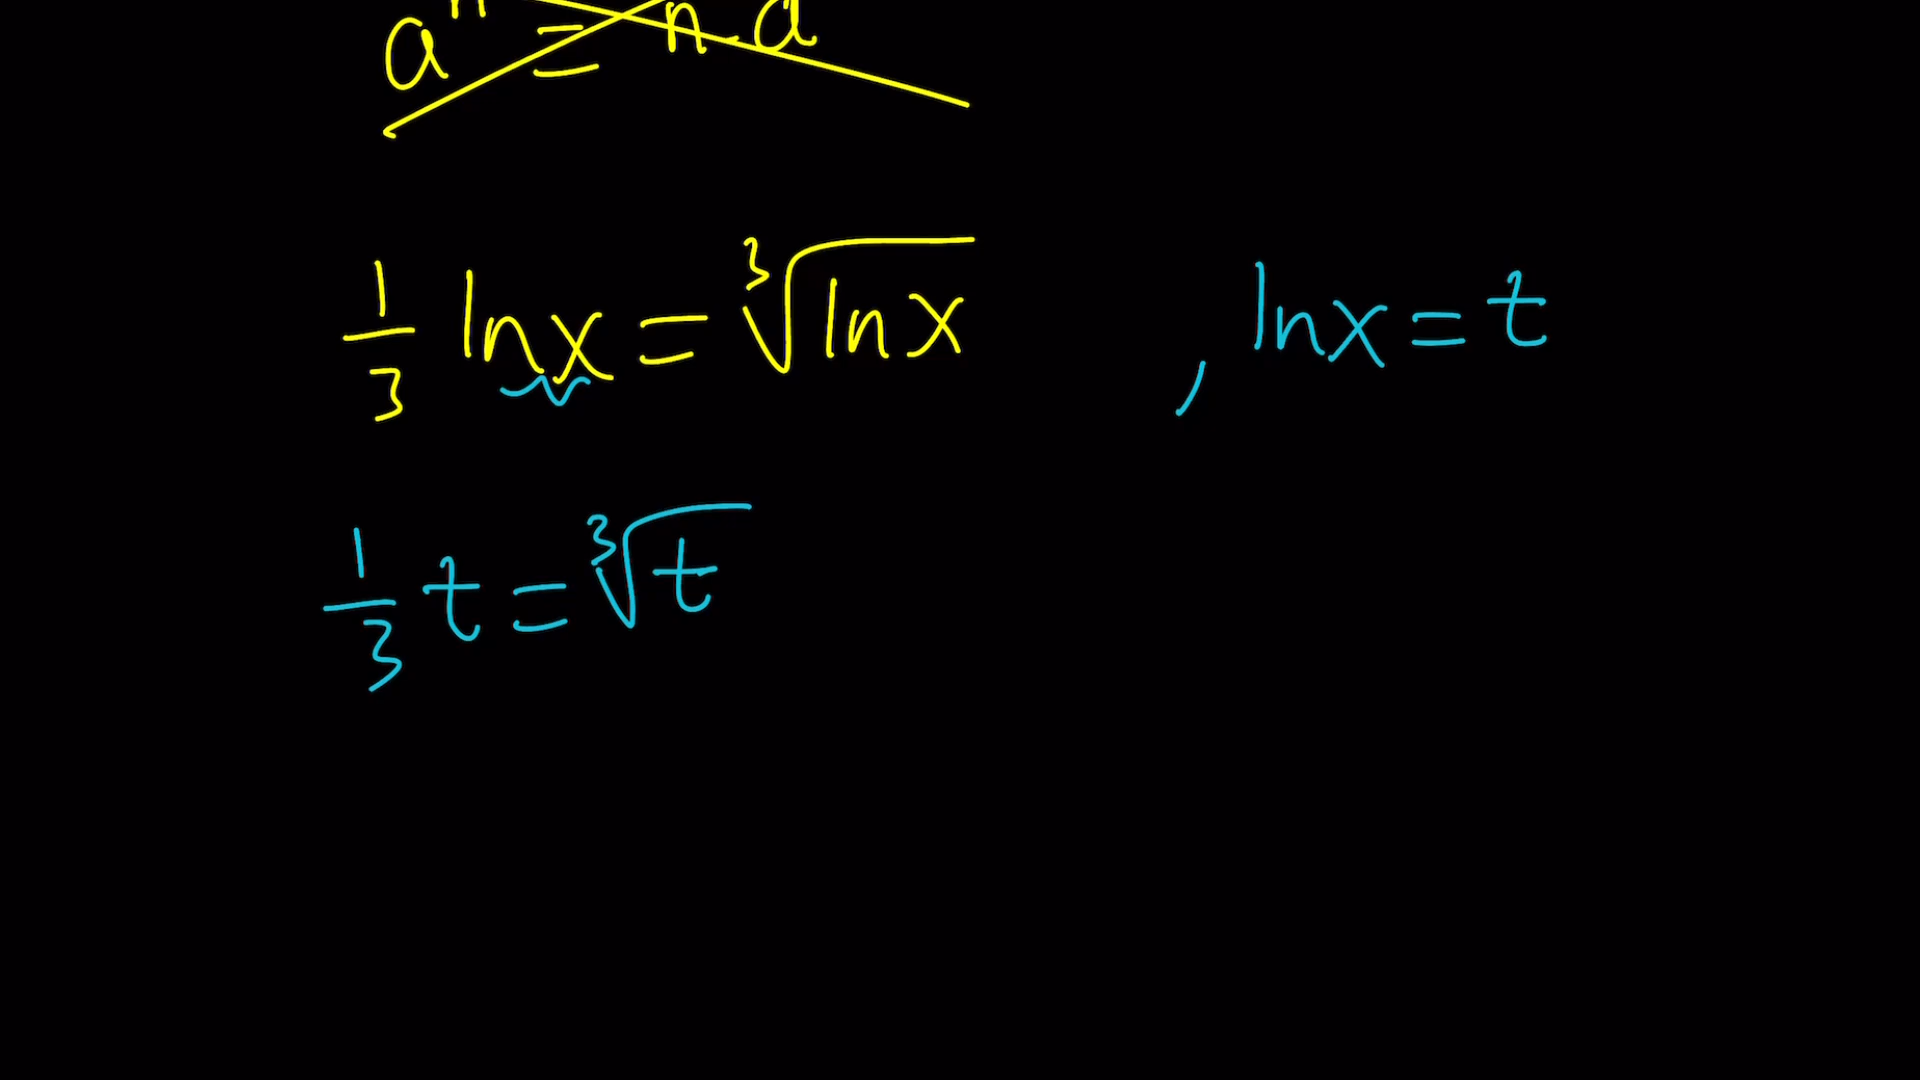 aⁿ = n·a
1/3 ln x = ∛(ln x) , ln x = t
1/3 t = ∛t